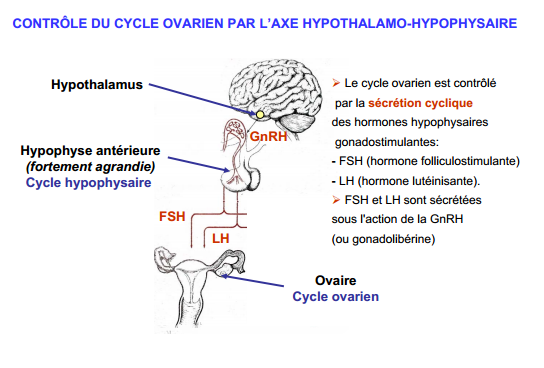 CONTRÔLE DU CYCLE OVARIEN PAR L'AXE HYPOTHALAMO-HYPOPHYSAIRE
Hypothalamus
GnRH
Hypophyse antérieure
(fortement agrandie)
Cycle hypophysaire
FSH
LH
Ovaire
Cycle ovarien
➢ Le cycle ovarien est contrôlé
par la sécrétion cyclique
des hormones hypophysaires
gonadostimulantes:
- FSH (hormone folliculostimulante)
- LH (hormone lutéinisante).
➢ FSH et LH sont sécrétées
sous l'action de la GnRH
(ou gonadolibérine)